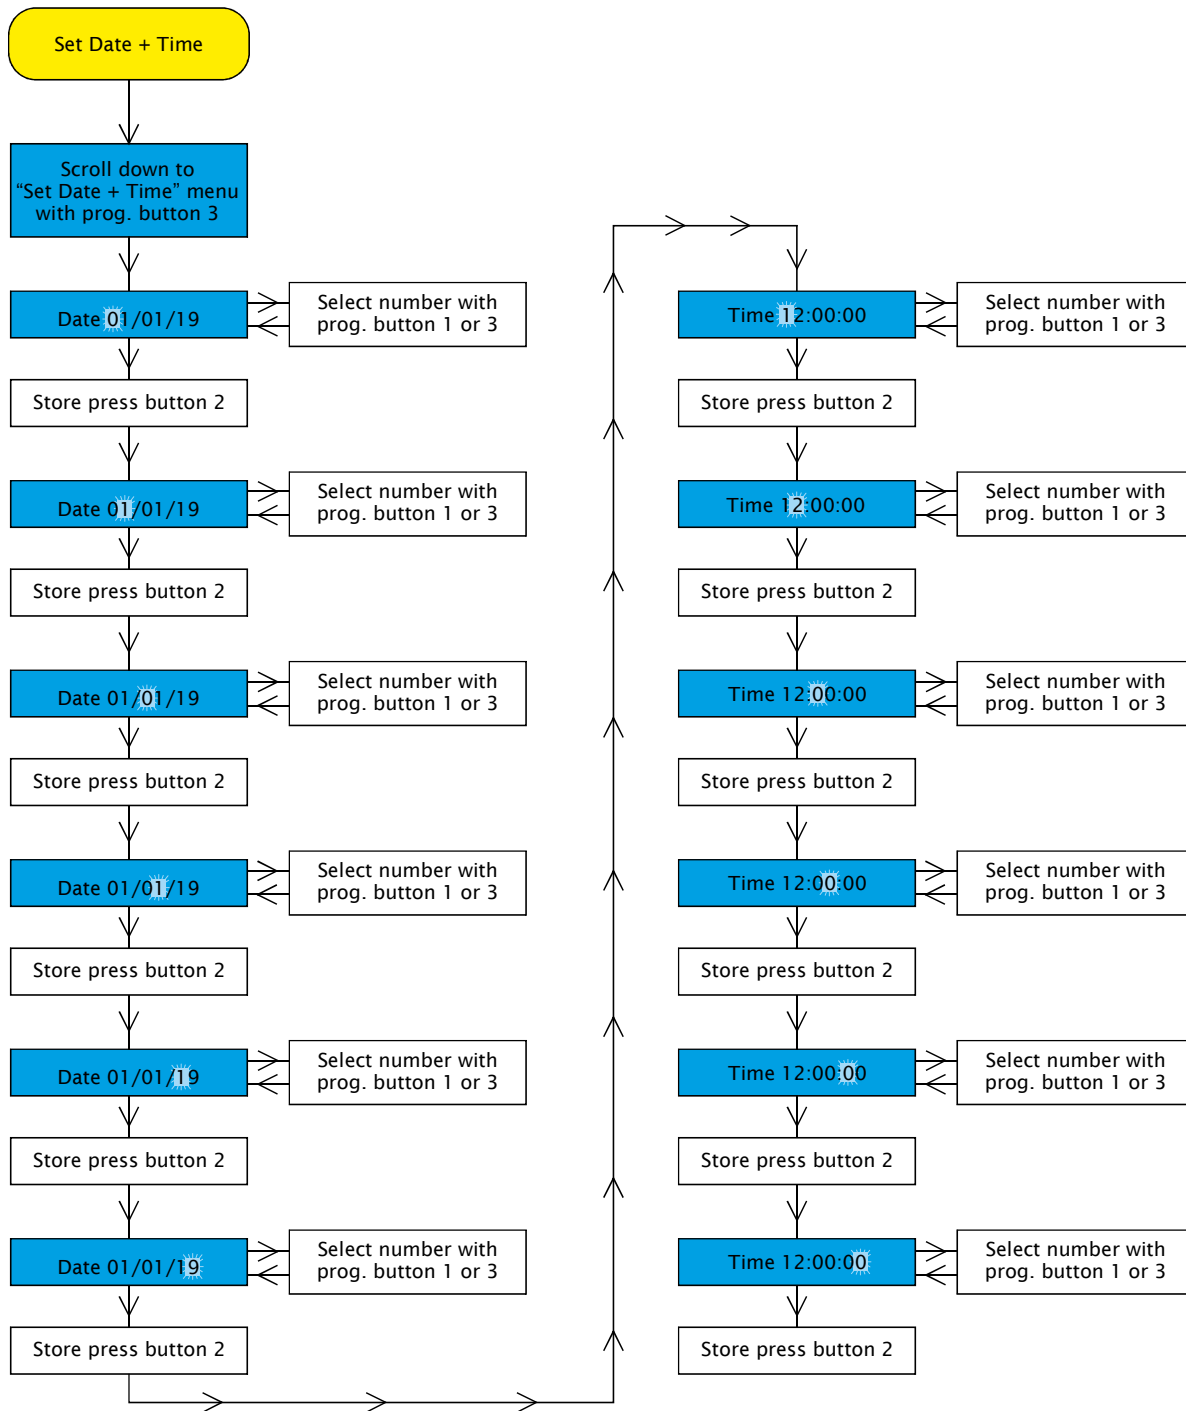 Set Date + Time
Scroll down to
“Set Date + Time” menu
with prog. button 3
Date 01/01/19
Select number with
prog. button 1 or 3
Store press button 2
Date 01/01/19
Select number with
prog. button 1 or 3
Store press button 2
Date 01/01/19
Select number with
prog. button 1 or 3
Store press button 2
Date 01/01/19
Select number with
prog. button 1 or 3
Store press button 2
Date 01/01/19
Select number with
prog. button 1 or 3
Store press button 2
Date 01/01/19
Select number with
prog. button 1 or 3
Store press button 2
Time 12:00:00
Select number with
prog. button 1 or 3
Store press button 2
Time 12:00:00
Select number with
prog. button 1 or 3
Store press button 2
Time 12:00:00
Select number with
prog. button 1 or 3
Store press button 2
Time 12:00:00
Select number with
prog. button 1 or 3
Store press button 2
Time 12:00:00
Select number with
prog. button 1 or 3
Store press button 2
Time 12:00:00
Select number with
prog. button 1 or 3
Store press button 2